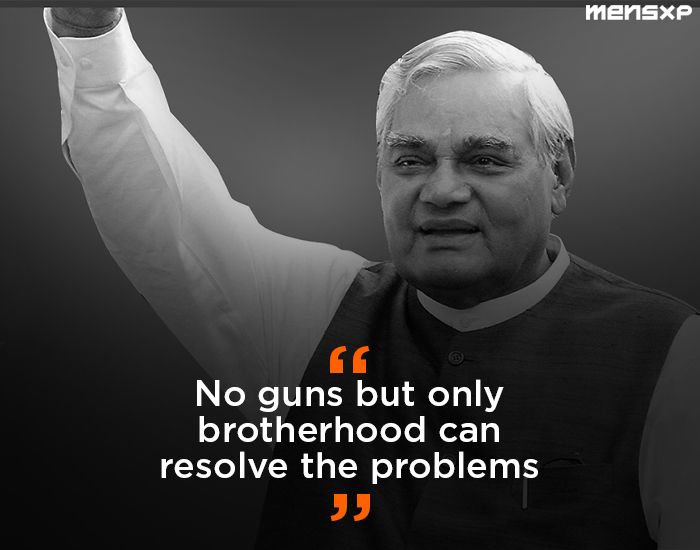 mensxp
“
No guns but only
brotherhood can
resolve the problems
”